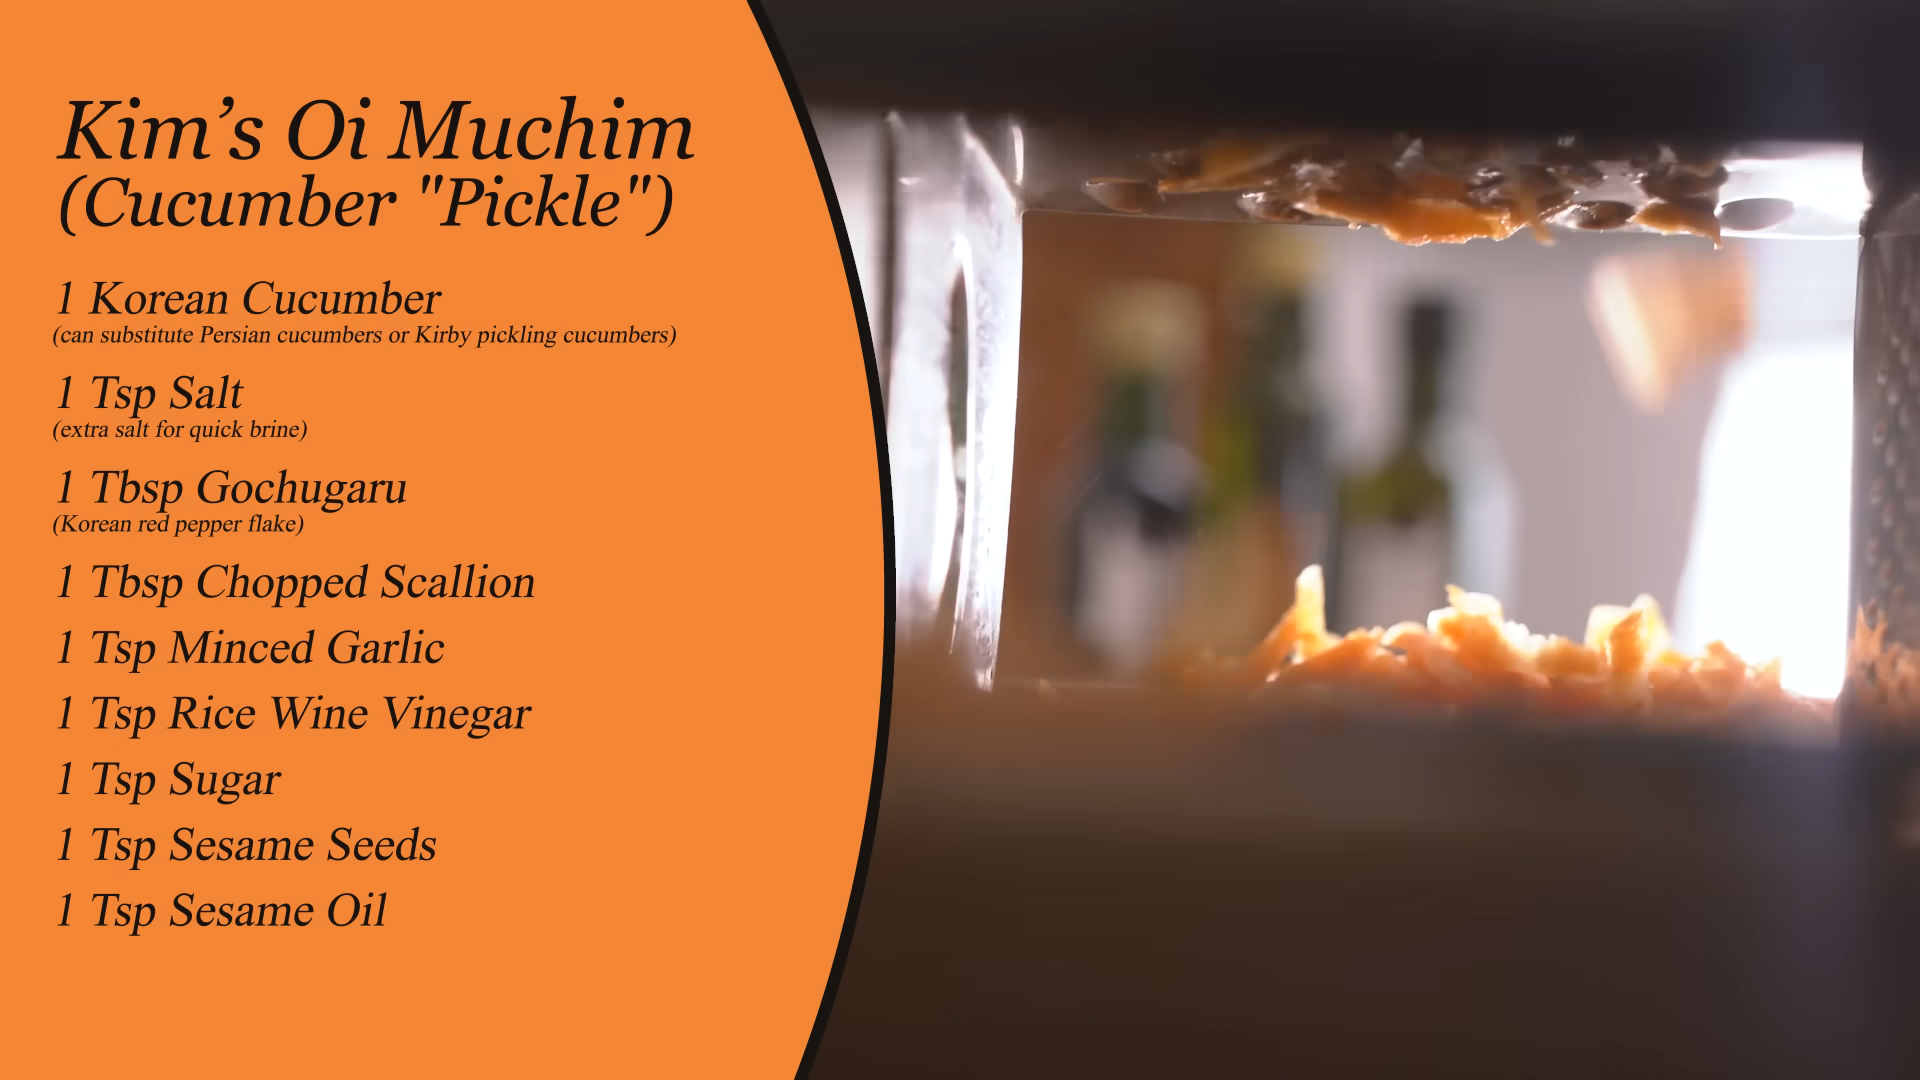 Kim’s Oi Muchim
(Cucumber "Pickle")
1 Korean Cucumber
(can substitute Persian cucumbers or Kirby pickling cucumbers)
1 Tsp Salt
(extra salt for quick brine)
1 Tbsp Gochugaru
(Korean red pepper flake)
1 Tbsp Chopped Scallion
1 Tsp Minced Garlic
1 Tsp Rice Wine Vinegar
1 Tsp Sugar
1 Tsp Sesame Seeds
1 Tsp Sesame Oil